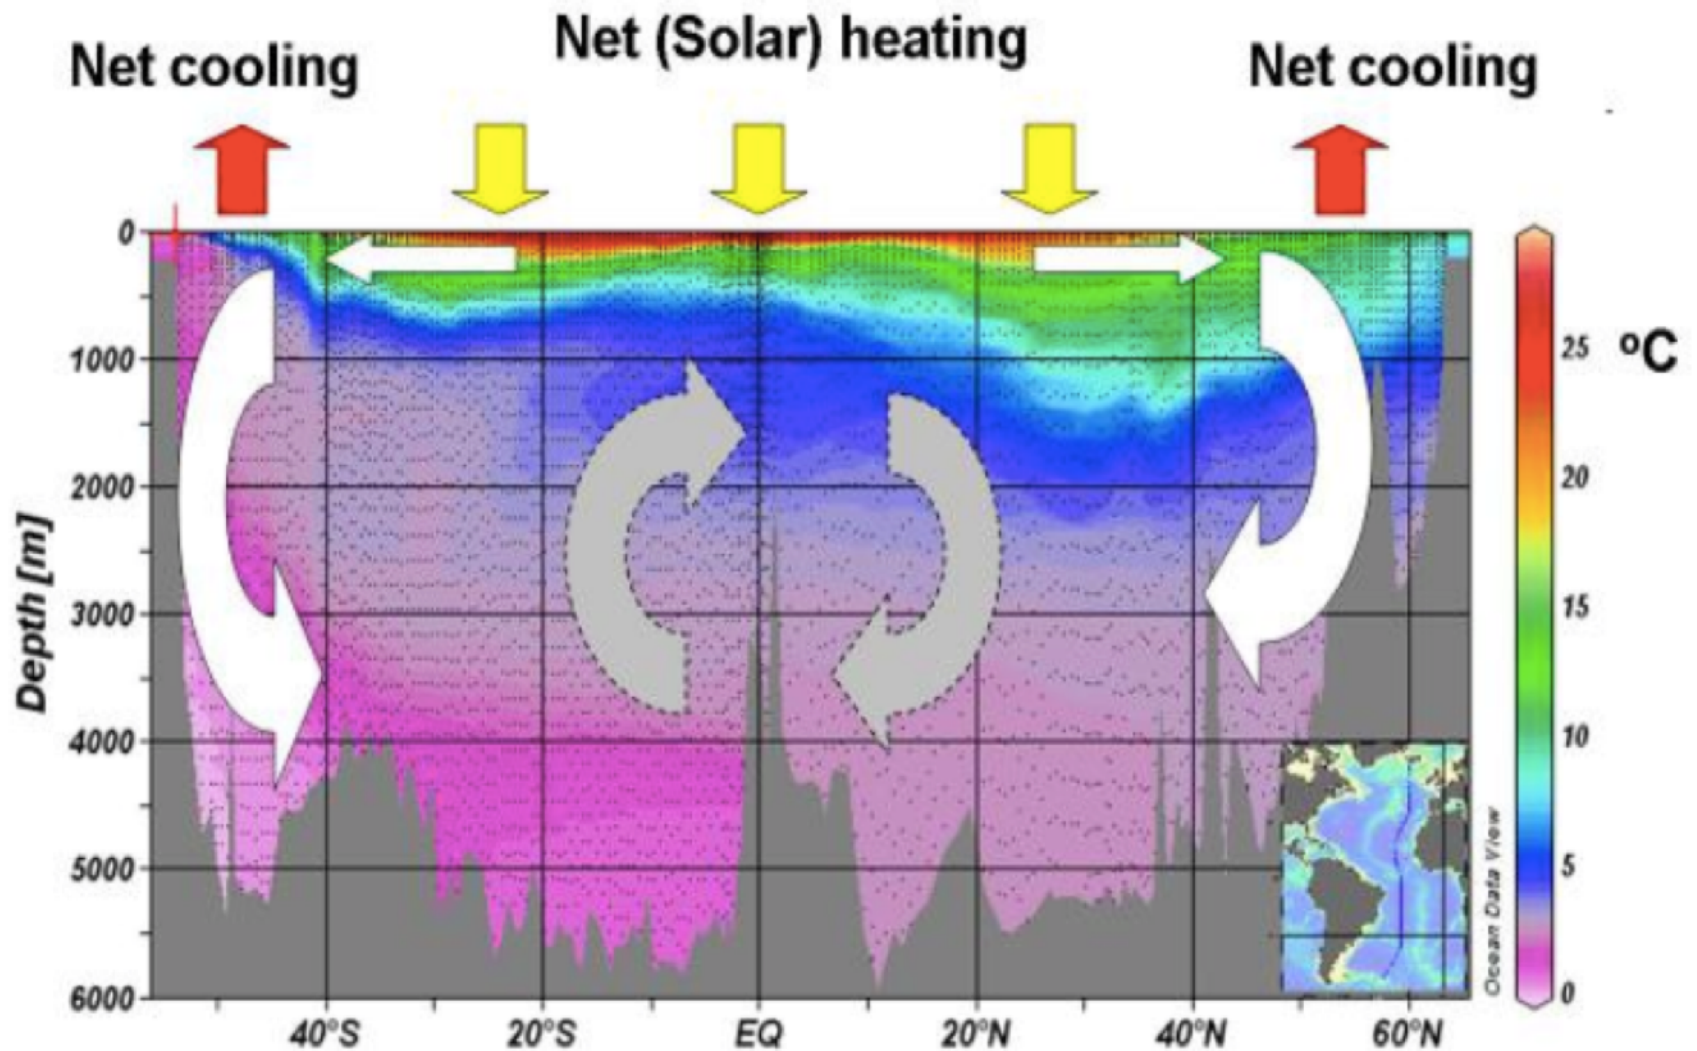 Net (Solar) heating
Net cooling
Net cooling
0
1000
2000
3000
4000
5000
6000
Depth [m]
40°S
20°S
EQ
20°N
40°N
60°N
25
20
15
10
5
0
ºC
Ocean Data View